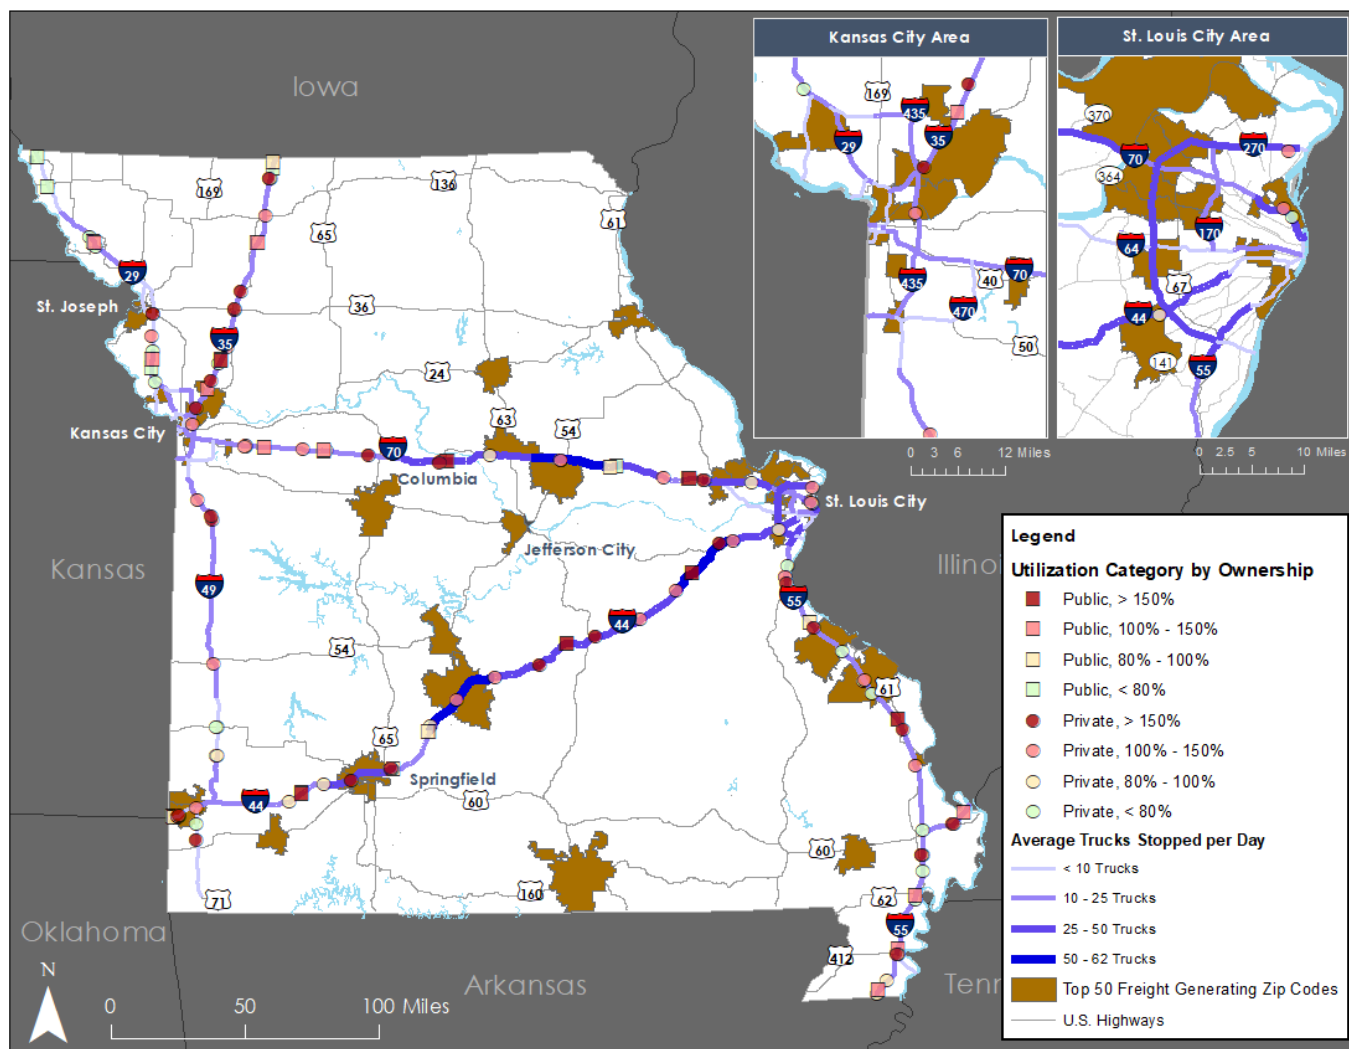 Iowa
Kansas City Area
St. Louis City Area
169
435
35
29
435
70
40
470
50
0 3 6 12 Miles
370
270
70
364
170
64
67
44
141
55
0 2.5 5 10 Miles
169
136
65
61
29
St. Joseph
36
35
24
Kansas City
63
54
70
Columbia
St. Louis City
Jefferson City
Kansas
Illinoi
49
55
44
54
61
65
Springfield
44
60
60
71
160
62
55
412
Oklahoma
Arkansas
Tenn
N
0 50 100 Miles
Legend
Utilization Category by Ownership
Public, > 150%
Public, 100% - 150%
Public, 80% - 100%
Public, < 80%
Private, > 150%
Private, 100% - 150%
Private, 80% - 100%
Private, < 80%
Average Trucks Stopped per Day
< 10 Trucks
10 - 25 Trucks
25 - 50 Trucks
50 - 62 Trucks
Top 50 Freight Generating Zip Codes
U.S. Highways